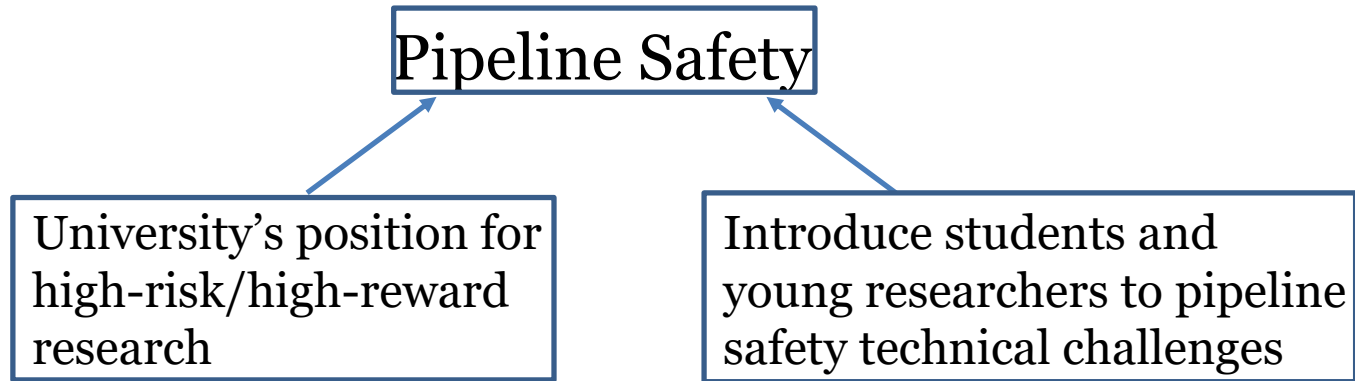 Pipeline Safety
University’s position for
high-risk/high-reward
research
Introduce students and
young researchers to pipeline
safety technical challenges